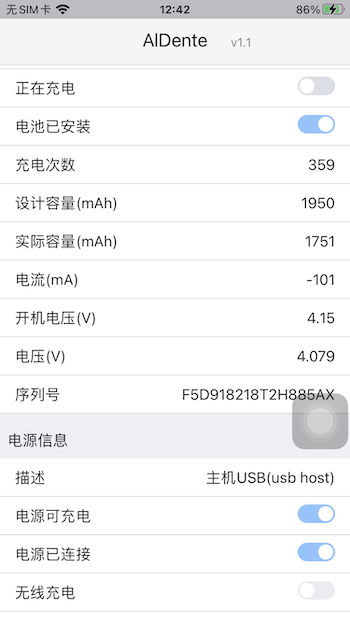 无SIM卡 12:42 86%
AlDente v1.1
正在充电
电池已安装
充电次数 359
设计容量(mAh) 1950
实际容量(mAh) 1751
电流(mA) -101
开机电压(V) 4.15
电压(V) 4.079
序列号 F5D918218T2H885AX
电源信息
描述 主机USB(usb host)
电源可充电
电源已连接
无线充电